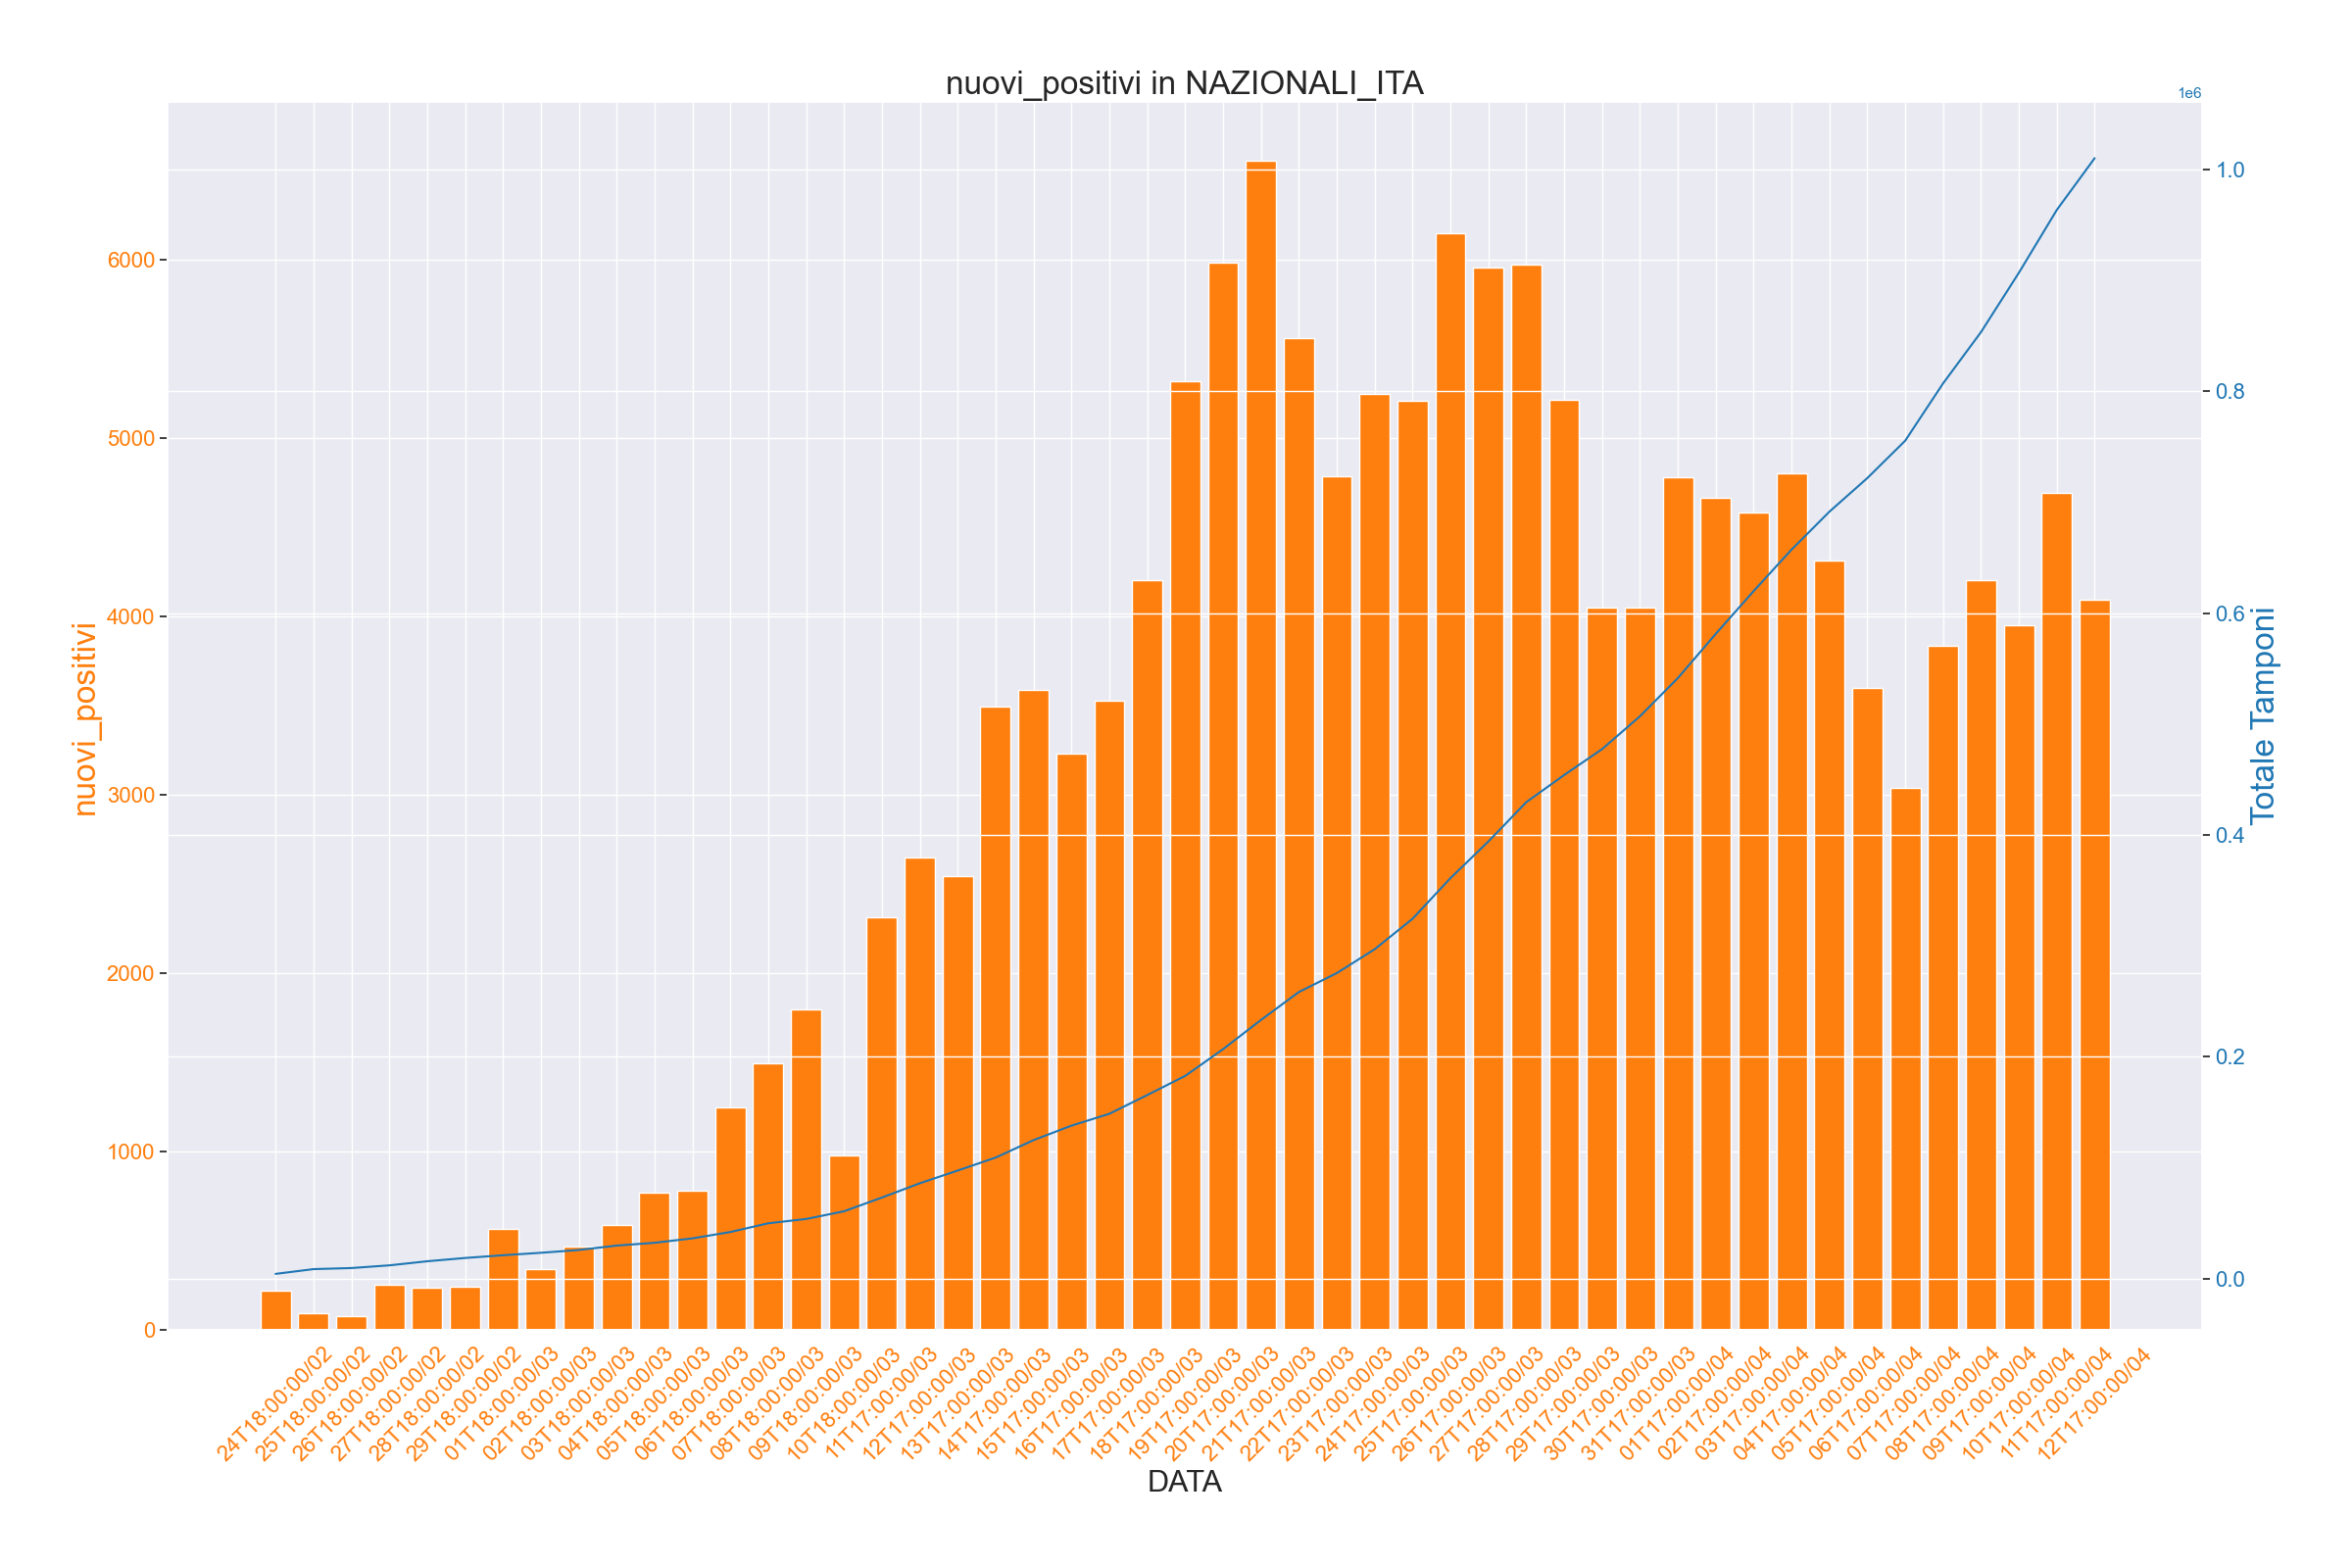 nuovi_positivi in NAZIONALI_ITA
1e6
6000
5000
4000
3000
2000
1000
0
nuovi_positivi
1.0
0.8
0.6
0.4
0.2
0.0
Totale Tamponi
24T18:00:00/02
25T18:00:00/02
26T18:00:00/02
27T18:00:00/02
28T18:00:00/02
29T18:00:00/02
01T18:00:00/03
02T18:00:00/03
03T18:00:00/03
04T18:00:00/03
05T18:00:00/03
06T18:00:00/03
07T18:00:00/03
08T18:00:00/03
09T18:00:00/03
10T18:00:00/03
11T17:00:00/03
12T17:00:00/03
13T17:00:00/03
14T17:00:00/03
15T17:00:00/03
16T17:00:00/03
17T17:00:00/03
18T17:00:00/03
19T17:00:00/03
20T17:00:00/03
21T17:00:00/03
22T17:00:00/03
23T17:00:00/03
24T17:00:00/03
25T17:00:00/03
26T17:00:00/03
27T17:00:00/03
28T17:00:00/03
29T17:00:00/03
30T17:00:00/03
31T17:00:00/03
01T17:00:00/04
02T17:00:00/04
03T17:00:00/04
04T17:00:00/04
05T17:00:00/04
06T17:00:00/04
07T17:00:00/04
08T17:00:00/04
09T17:00:00/04
10T17:00:00/04
11T17:00:00/04
12T17:00:00/04
DATA